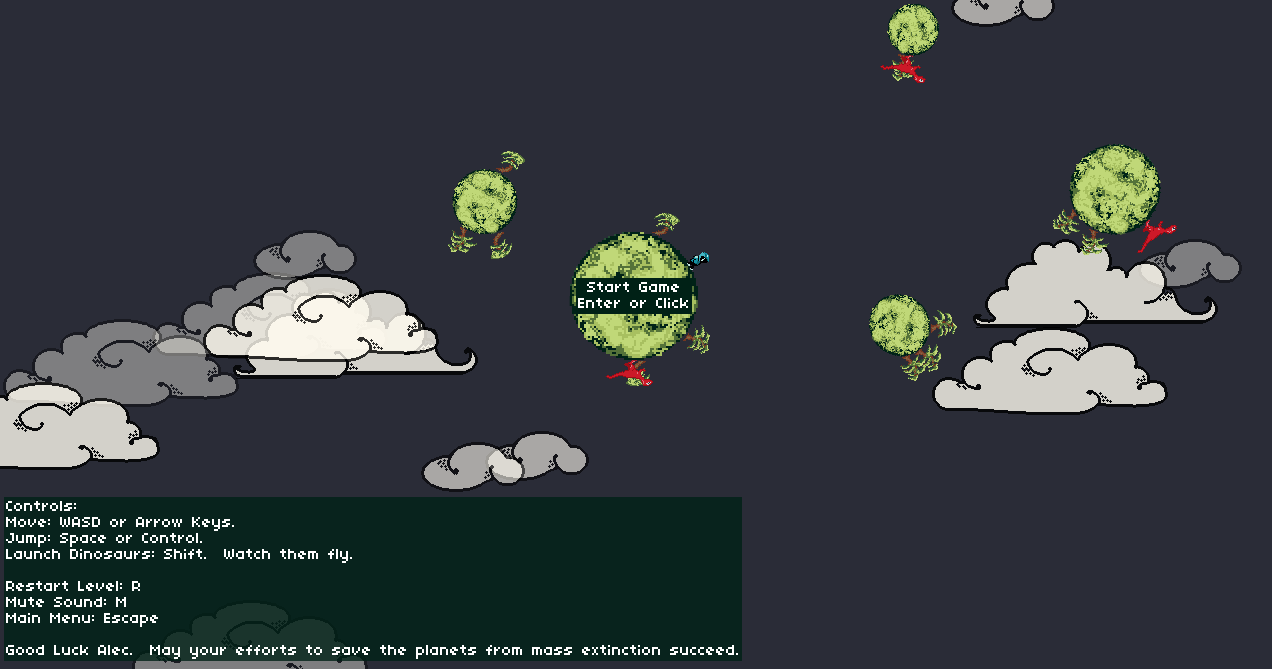 Start Game
Enter or Click
Controls:
Move: WASD or Arrow Keys.
Jump: Space or Control.
Launch Dinosaurs: Shift.  Watch them fly.
Restart Level: R
Mute Sound: M
Main Menu: Escape
Good Luck Alec.  May your efforts to save the planets from mass extinction succeed.